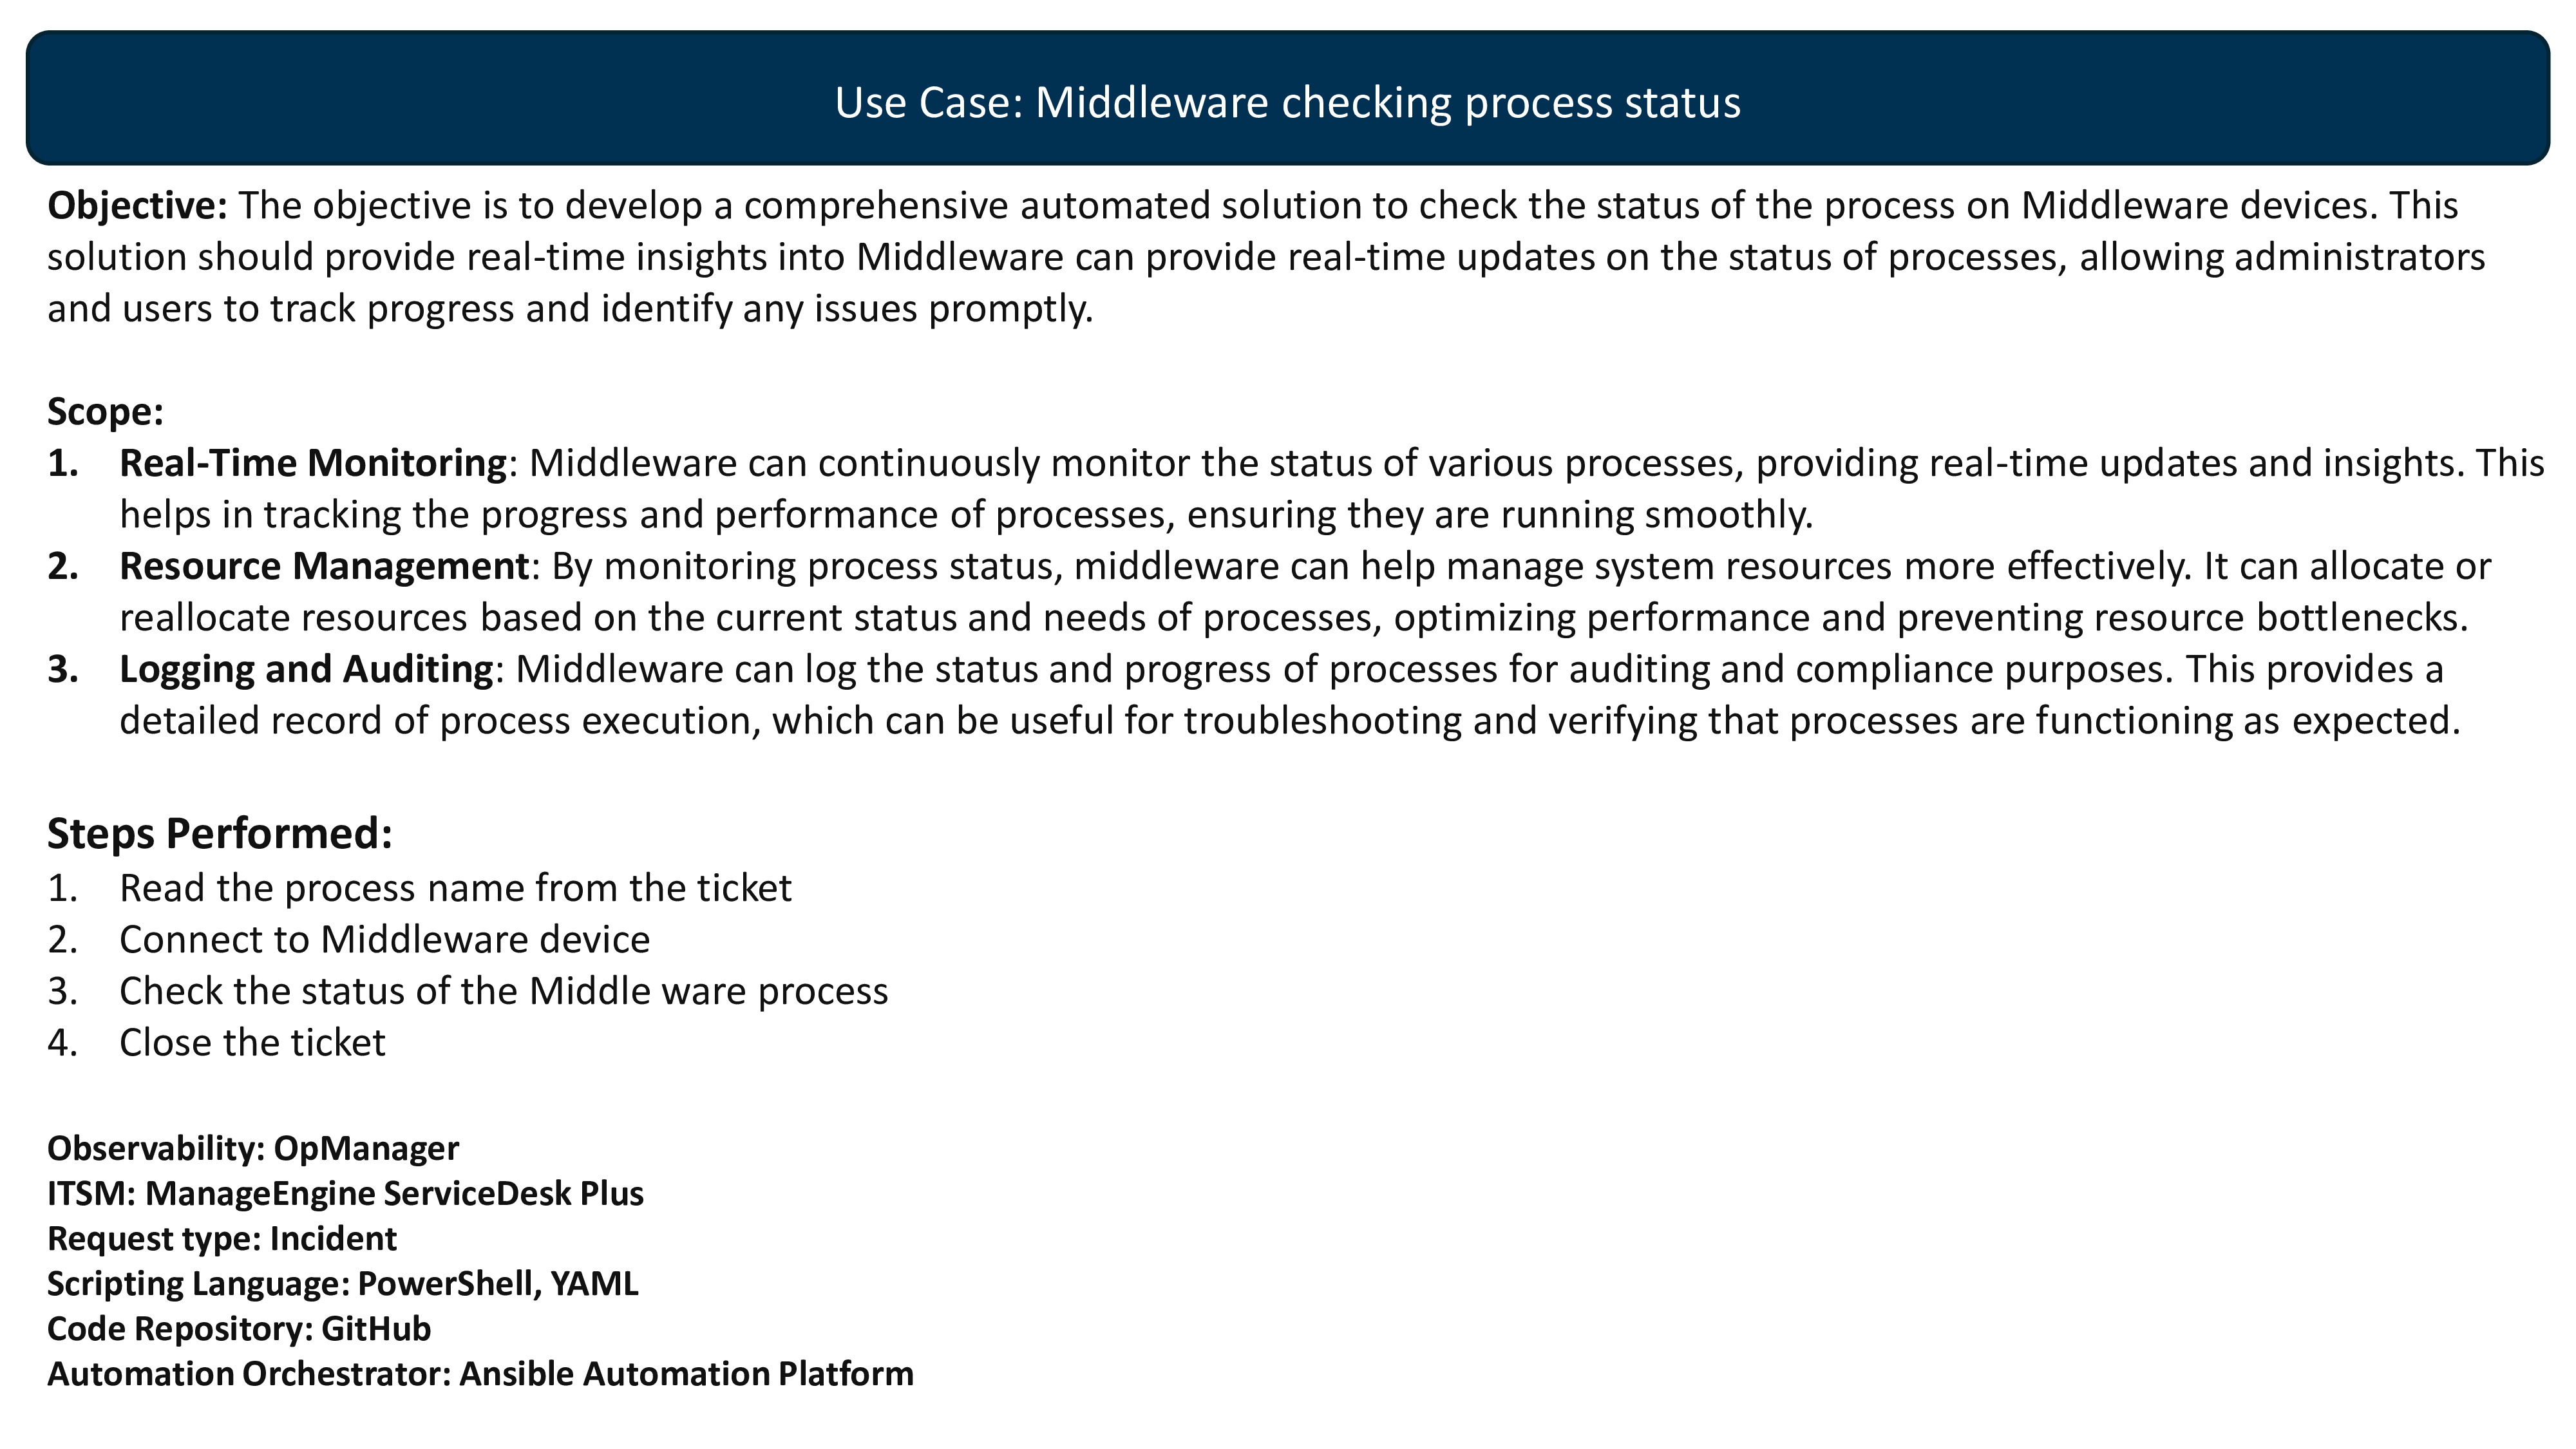 Use Case: Middleware checking process status
Objective: The objective is to develop a comprehensive automated solution to check the status of the process on Middleware devices. This
solution should provide real-time insights into Middleware can provide real-time updates on the status of processes, allowing administrators
and users to track progress and identify any issues promptly.
Scope:
1. Real-Time Monitoring: Middleware can continuously monitor the status of various processes, providing real-time updates and insights. This
helps in tracking the progress and performance of processes, ensuring they are running smoothly.
2. Resource Management: By monitoring process status, middleware can help manage system resources more effectively. It can allocate or
reallocate resources based on the current status and needs of processes, optimizing performance and preventing resource bottlenecks.
3. Logging and Auditing: Middleware can log the status and progress of processes for auditing and compliance purposes. This provides a
detailed record of process execution, which can be useful for troubleshooting and verifying that processes are functioning as expected.
Steps Performed:
1. Read the process name from the ticket
2. Connect to Middleware device
3. Check the status of the Middle ware process
4. Close the ticket
Observability: OpManager
ITSM: ManageEngine ServiceDesk Plus
Request type: Incident
Scripting Language: PowerShell, YAML
Code Repository: GitHub
Automation Orchestrator: Ansible Automation Platform